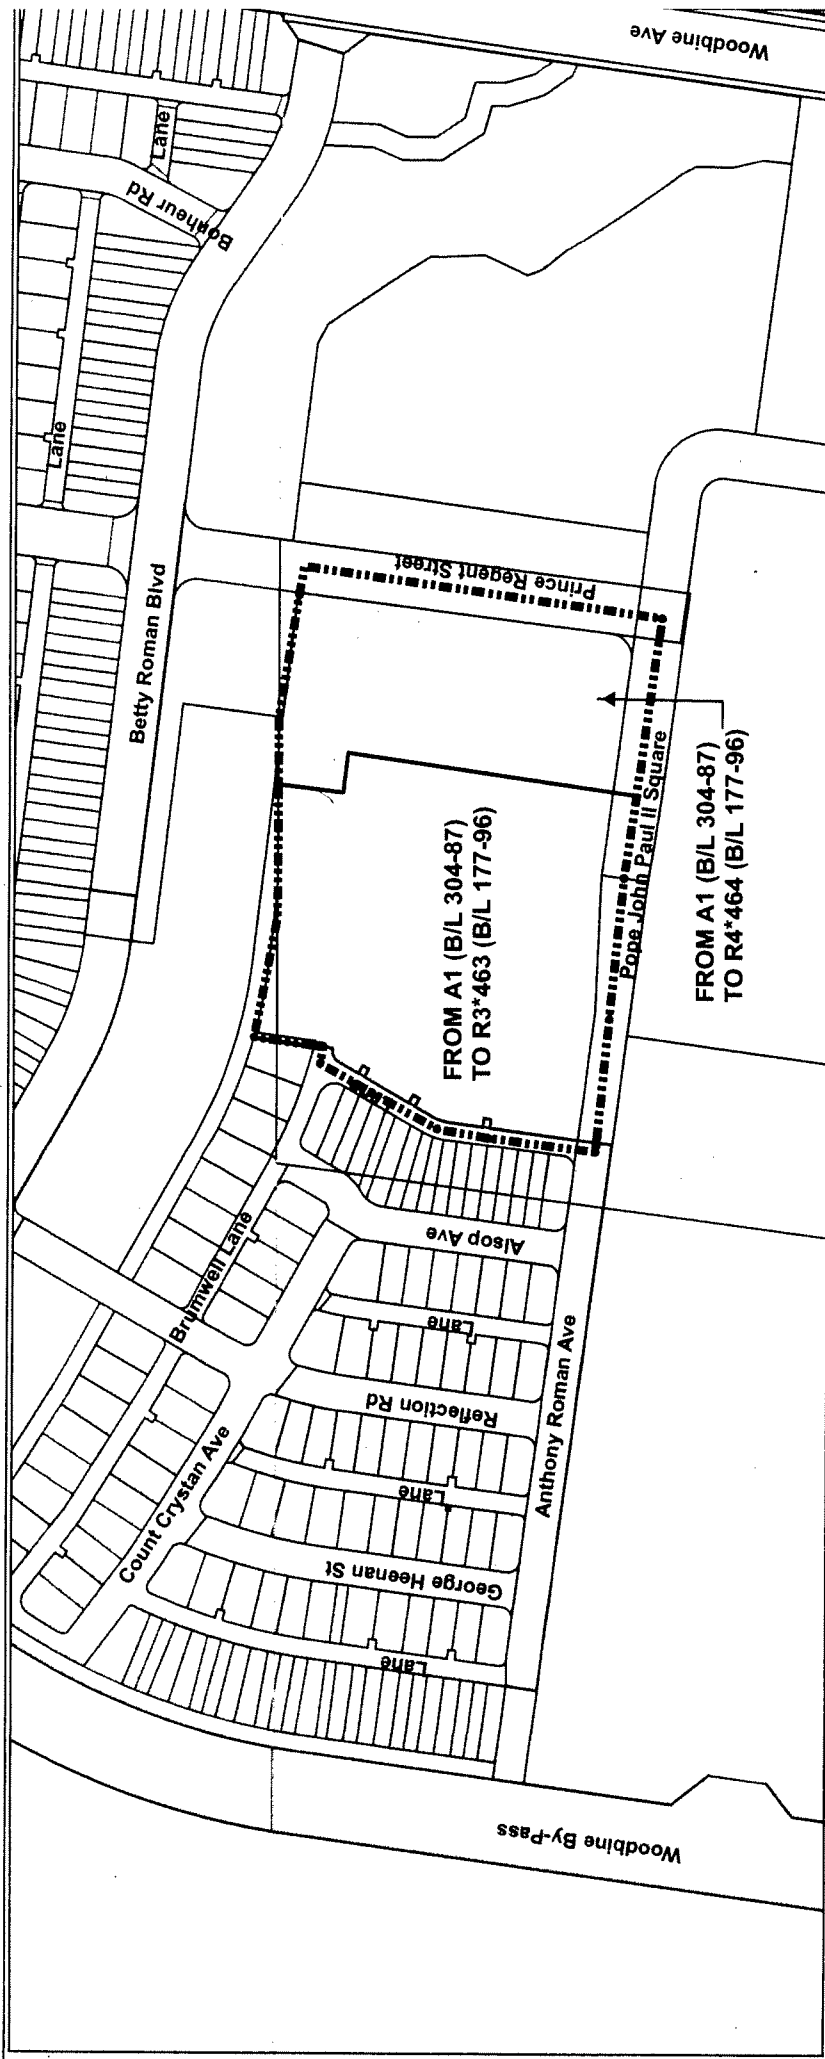 Woodbine Ave
Lane
Bonheur Rd
Lane
Betty Roman Blvd
Prince Regent Street
FROM A1 (B/L 304-87)
TO R3*463 (B/L 177-96)
Pope John Paul II Square
FROM A1 (B/L 304-87)
TO R4*464 (B/L 177-96)
Brumwell Lane
Alsop Ave
Lane
Reflection Rd
Anthony Roman Ave
Count Crystan Ave
Lane
George Heenan St
Lane
Woodbine By-Pass